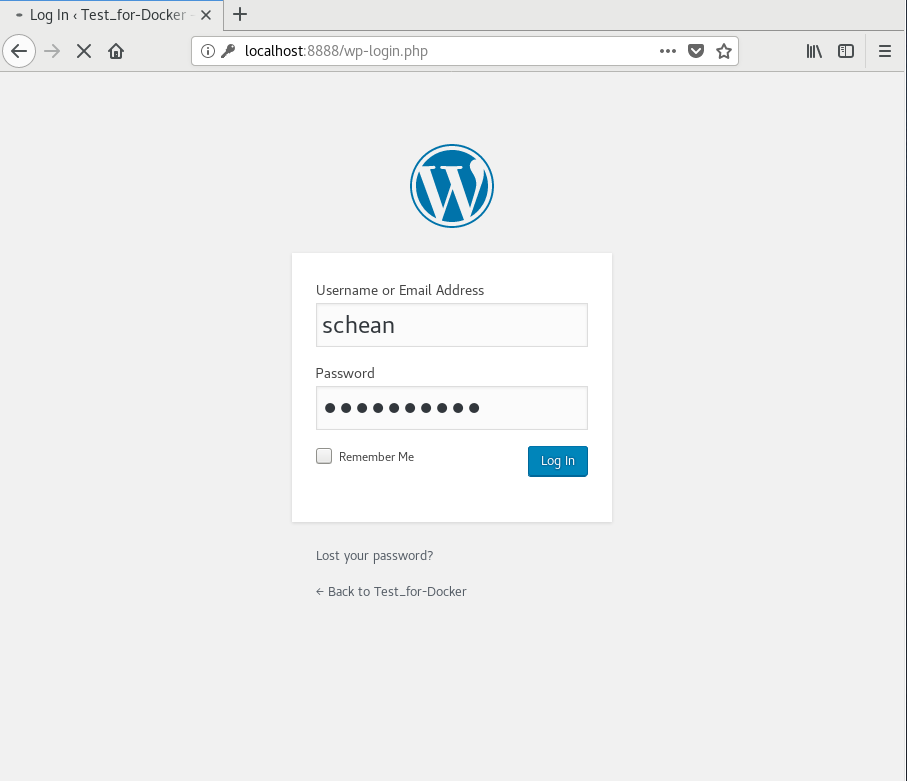 Log In ‹ Test_for-Docker
localhost:8888/wp-login.php
Username or Email Address
schean
Password
Remember Me
Log In
Lost your password?
← Back to Test_for-Docker